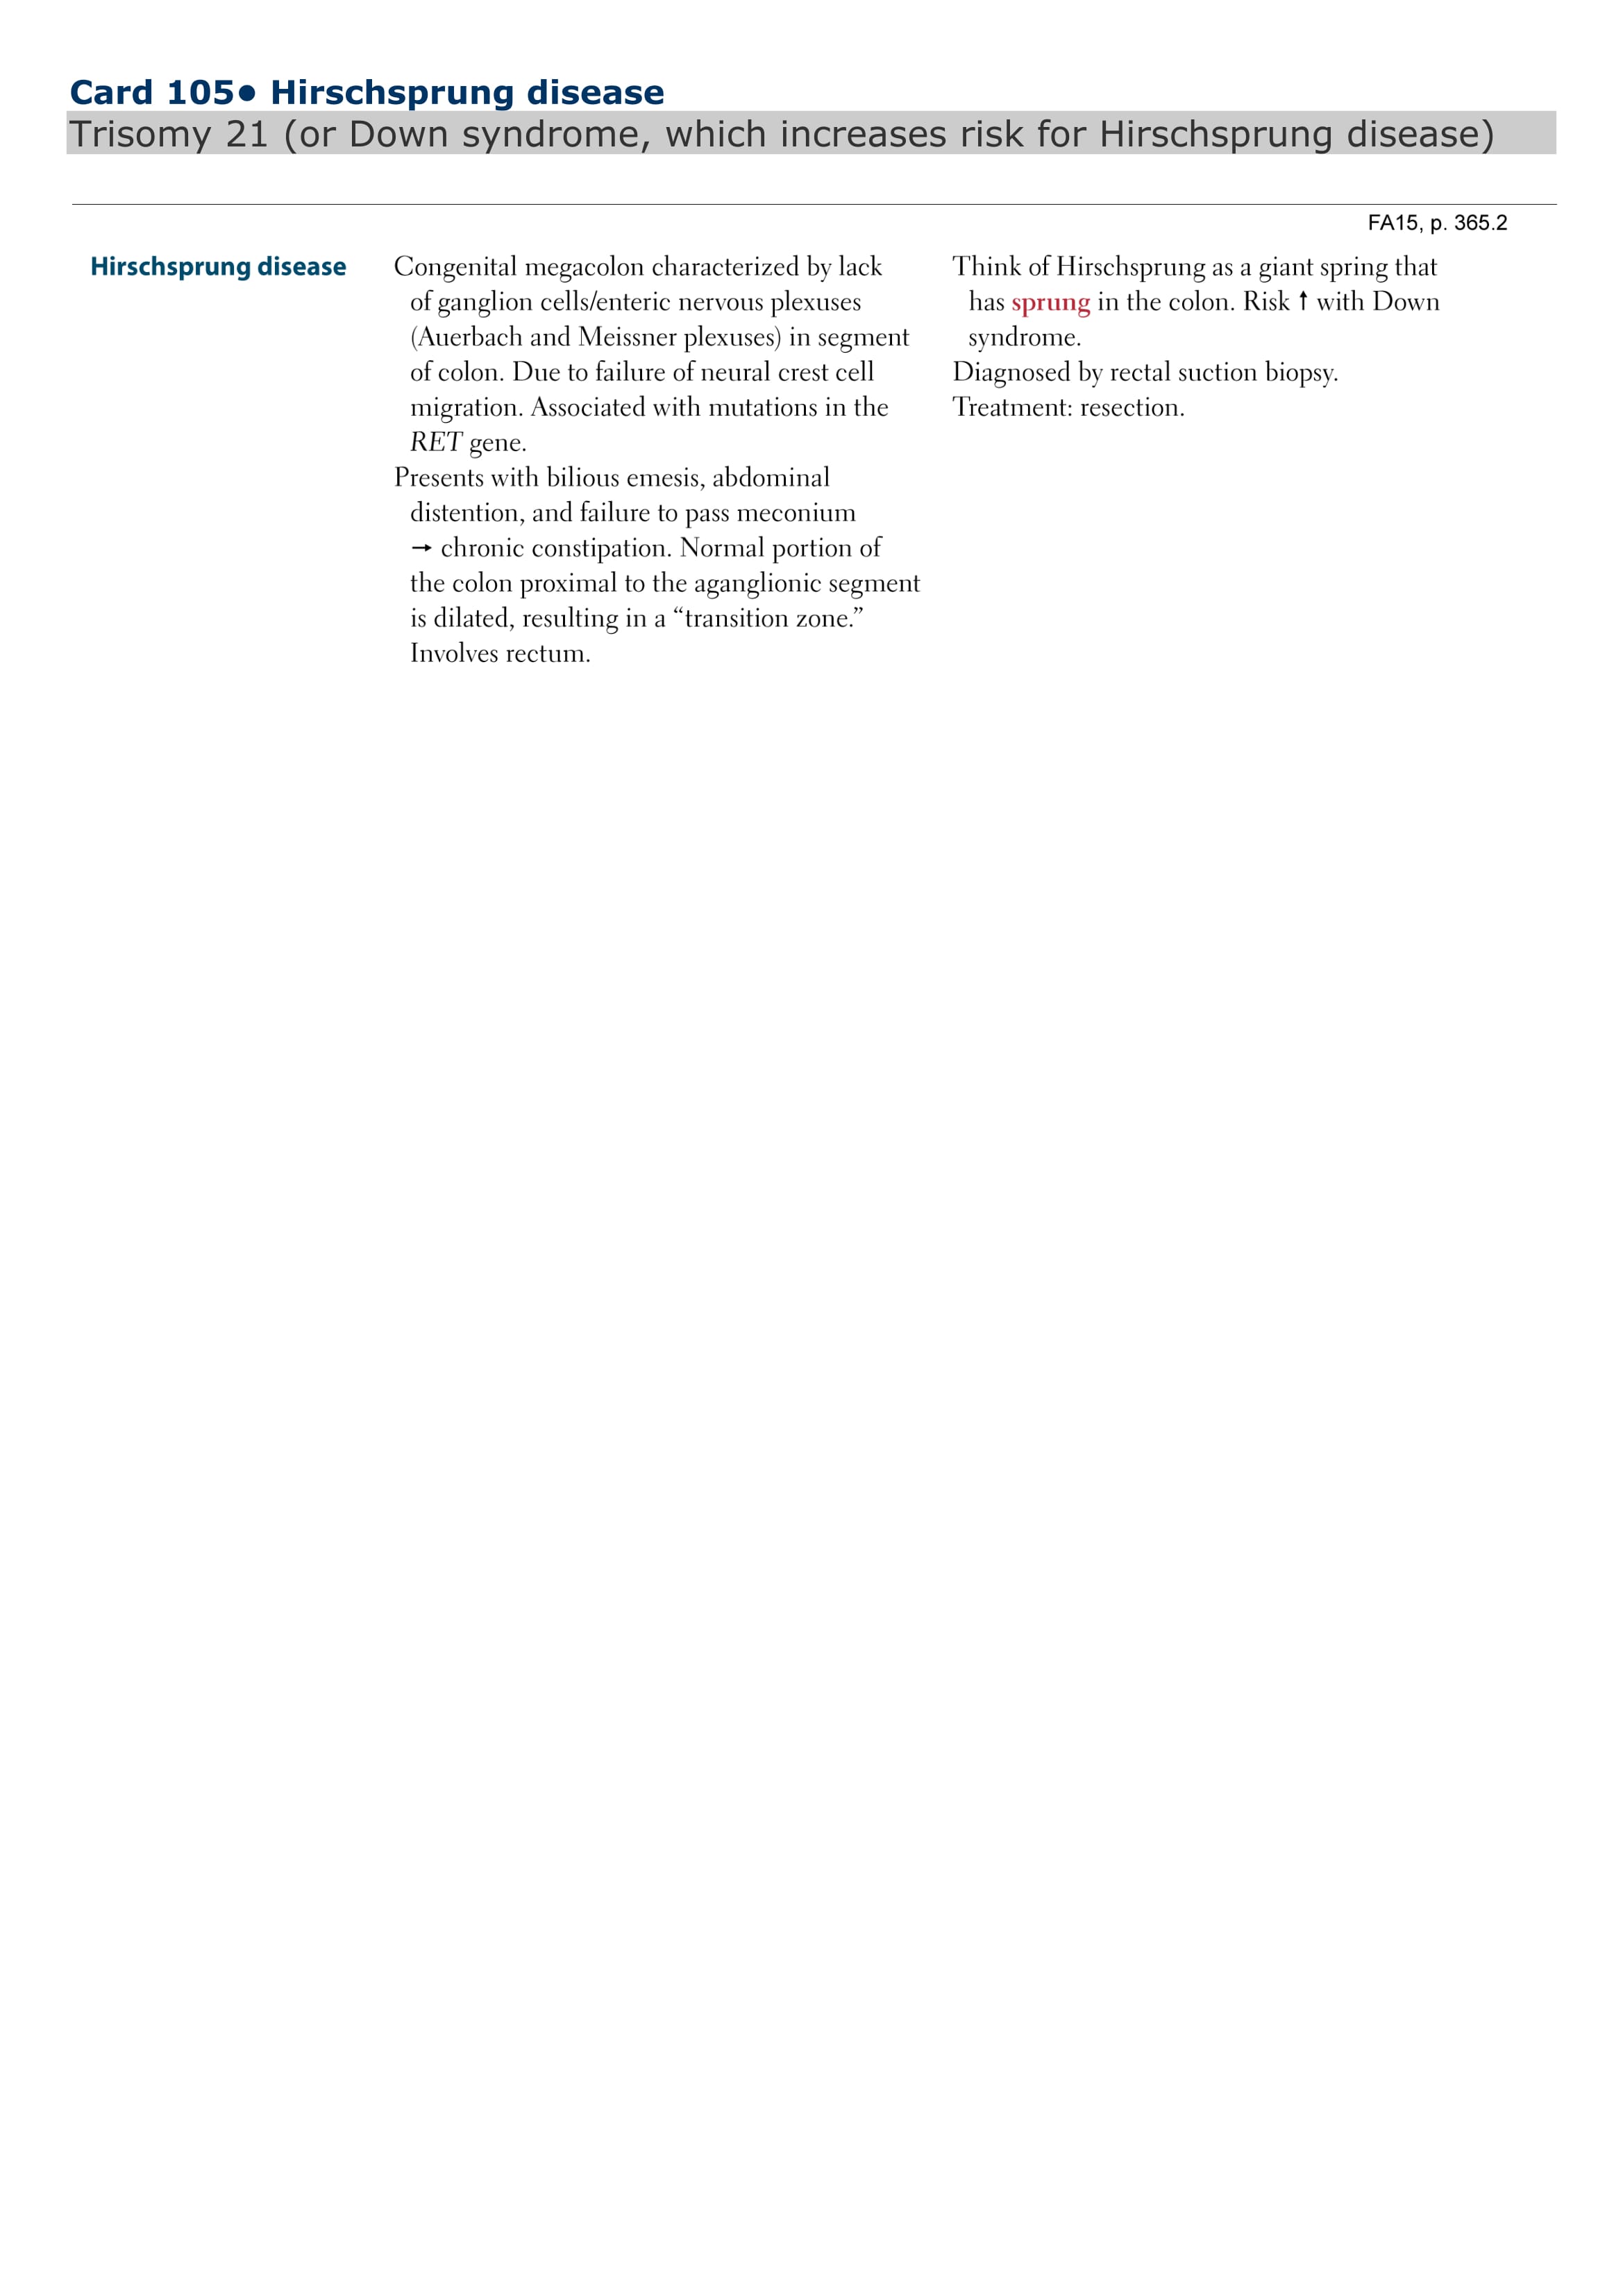 Card 105● Hirschsprung disease
Trisomy 21 (or Down syndrome, which increases risk for Hirschsprung disease)
FA15, p. 365.2
Hirschsprung disease
Congenital megacolon characterized by lack
of ganglion cells/enteric nervous plexuses
(Auerbach and Meissner plexuses) in segment
of colon. Due to failure of neural crest cell
migration. Associated with mutations in the
RET gene.
Presents with bilious emesis, abdominal
distention, and failure to pass meconium
→ chronic constipation. Normal portion of
the colon proximal to the aganglionic segment
is dilated, resulting in a “transition zone.”
Involves rectum.
Think of Hirschsprung as a giant spring that
has sprung in the colon. Risk ↑ with Down
syndrome.
Diagnosed by rectal suction biopsy.
Treatment: resection.